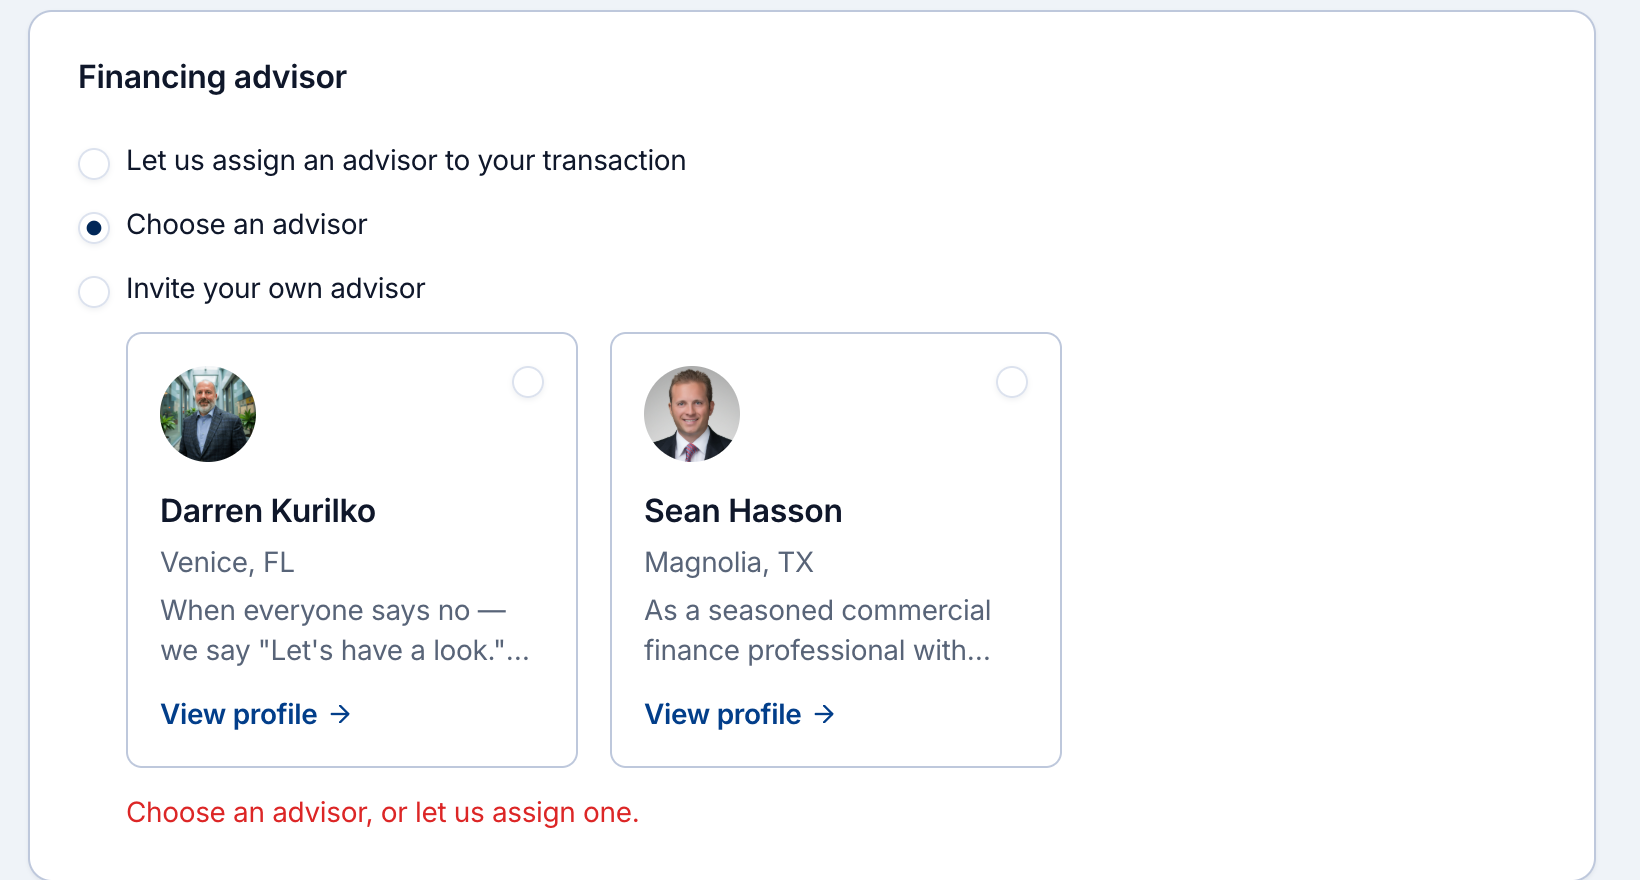 Financing advisor
Let us assign an advisor to your transaction
Choose an advisor
Invite your own advisor
Darren Kurilko
Venice, FL
When everyone says no —
we say "Let's have a look."...
View profile →
Sean Hasson
Magnolia, TX
As a seasoned commercial
finance professional with...
View profile →
Choose an advisor, or let us assign one.